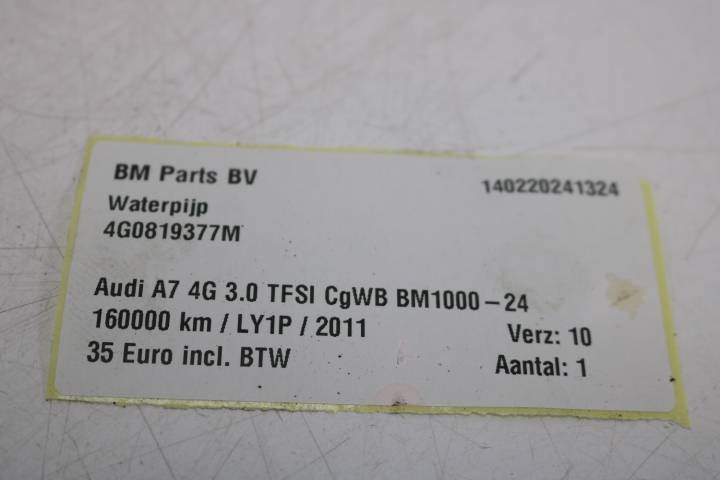 BM Parts BV
140220241324
Waterpijp
4G0819377M
Audi A7 4G 3.0 TFSI CgWB BM1000-24
160000 km / LY1P / 2011
Verz: 10
35 Euro incl. BTW
Aantal: 1